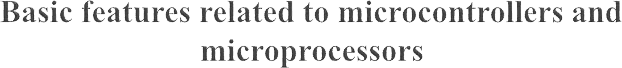 Basic features related to microcontrollers and
microprocessors